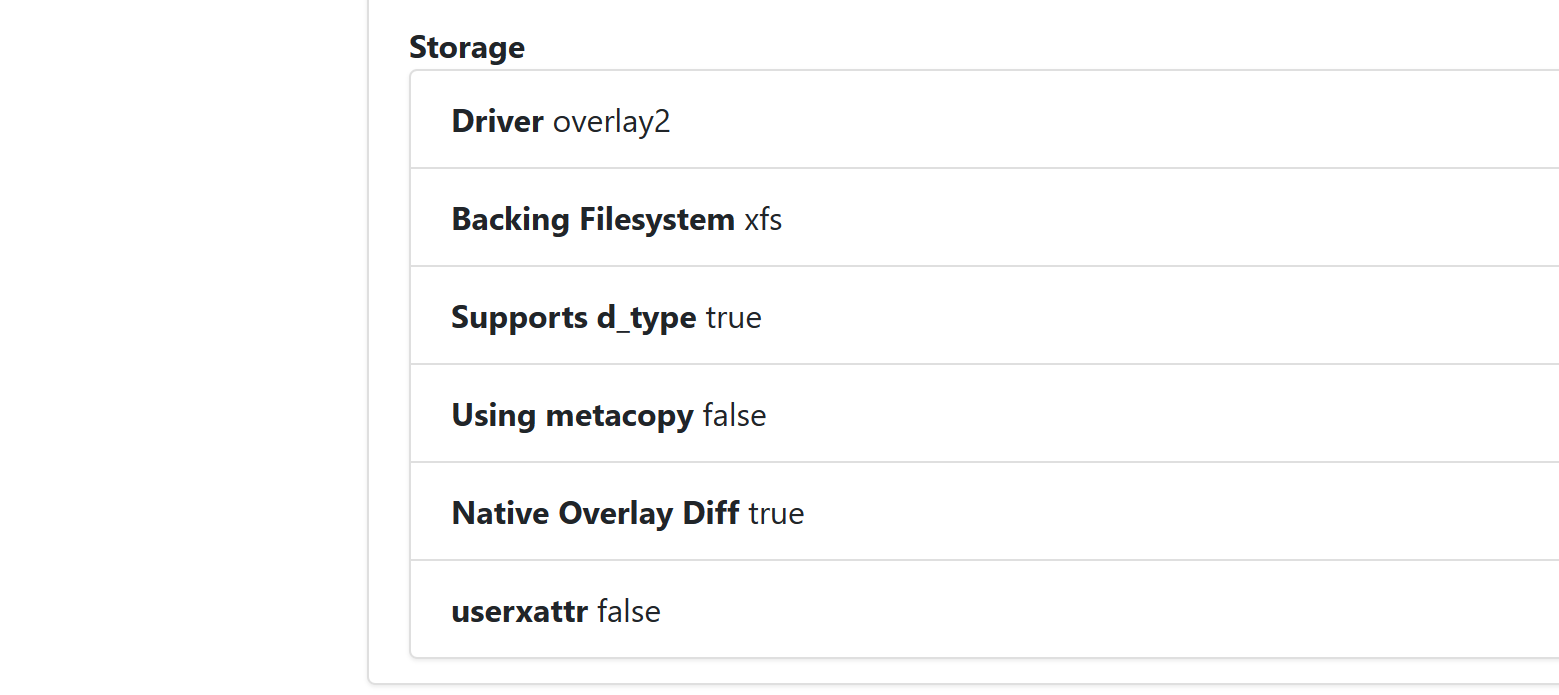 Storage
Driver overlay2
Backing Filesystem xfs
Supports d_type true
Using metacopy false
Native Overlay Diff true
userxattr false